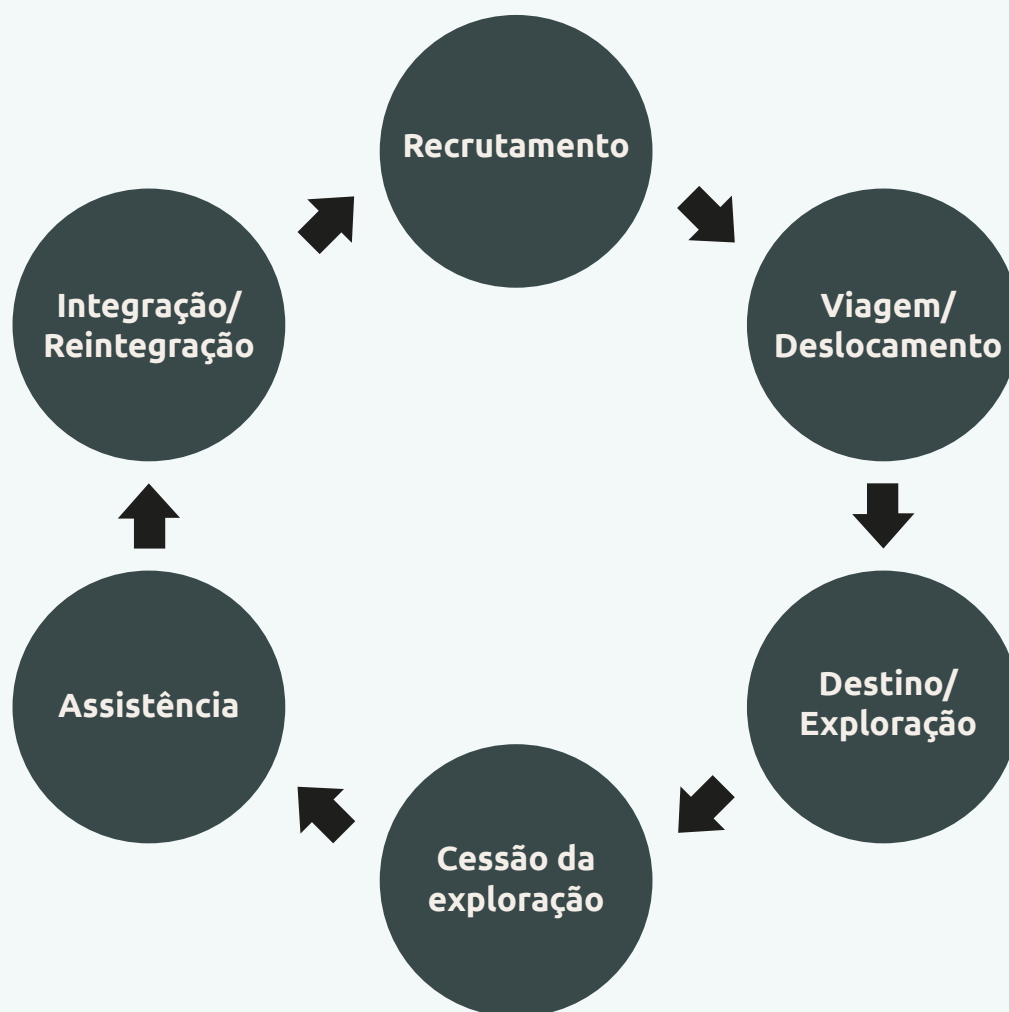 Recrutamento
Viagem/
Deslocamento
Destino/
Exploração
Cessão da
exploração
Assistência
Integração/
Reintegração